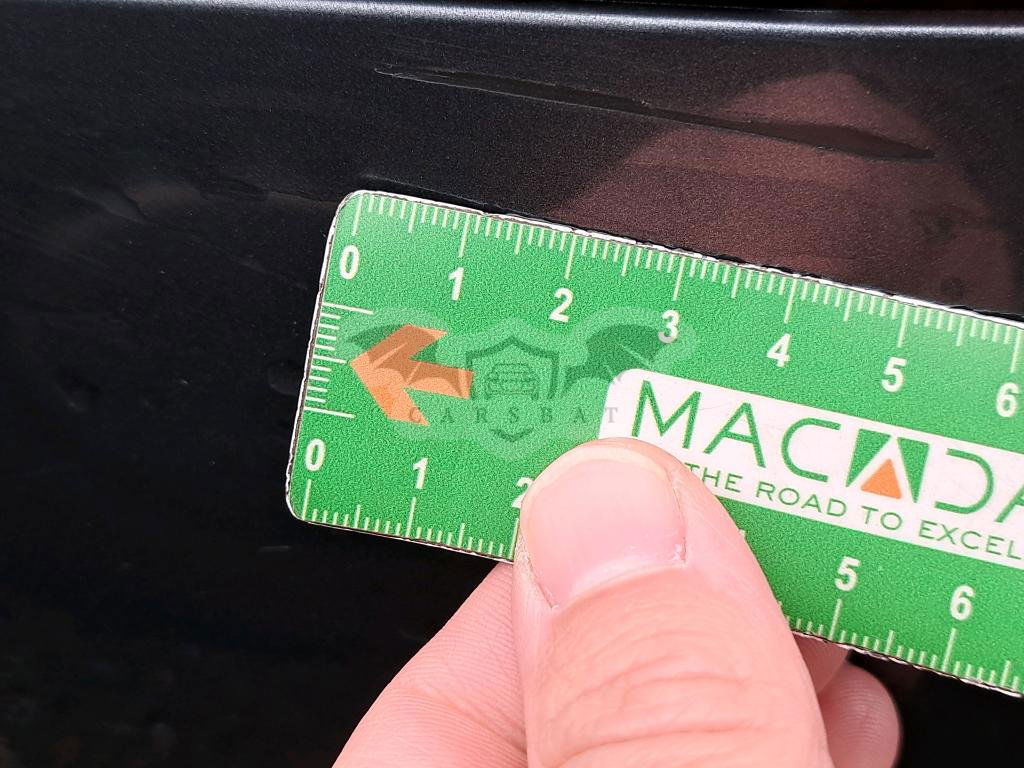 0 1 2 3 4 5 6
CARSBAT
MACADA
THE ROAD TO EXCEL
0 1 2 5 6